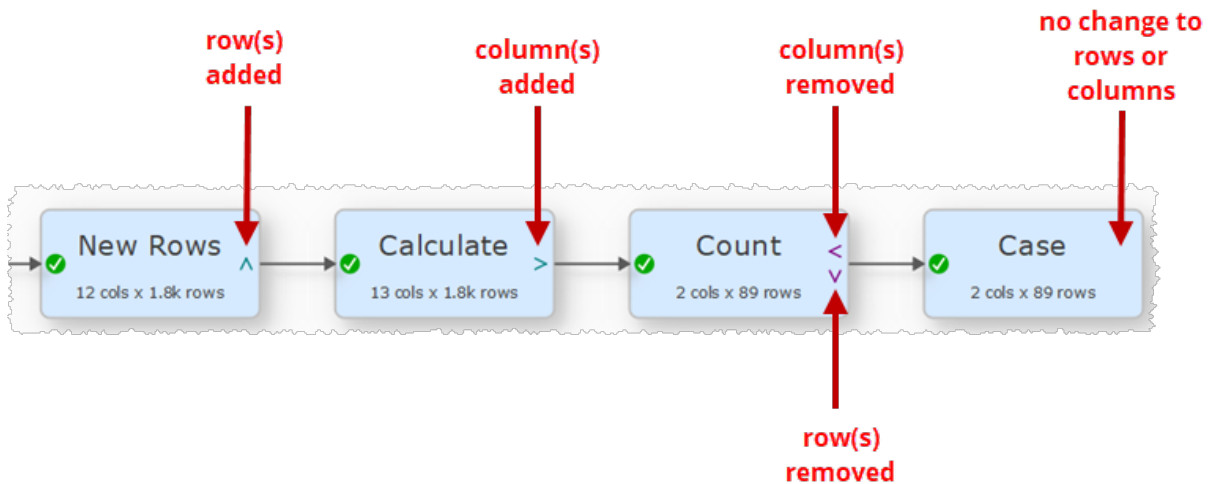 row(s)
added
column(s)
added
column(s)
removed
no change to
rows or
columns
New Rows
^
12 cols x 1.8k rows
Calculate
>
13 cols x 1.8k rows
Count
<
v
2 cols x 89 rows
Case
2 cols x 89 rows
row(s)
removed